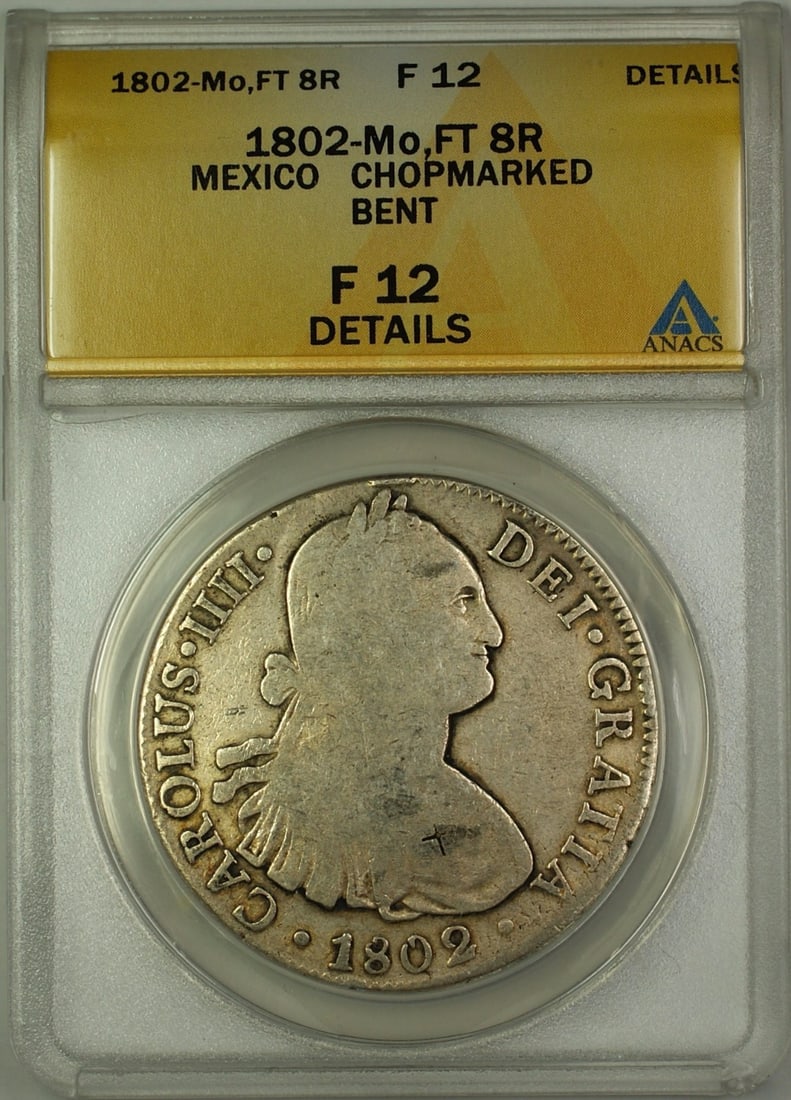 1802-Mo,FT 8R F 12 DETAILS
1802-Mo,FT 8R
MEXICO CHOPMARKED
BENT
F 12
DETAILS
ANACS
·CAROLUS·IIII· DEI·GRATIA·
·1802·